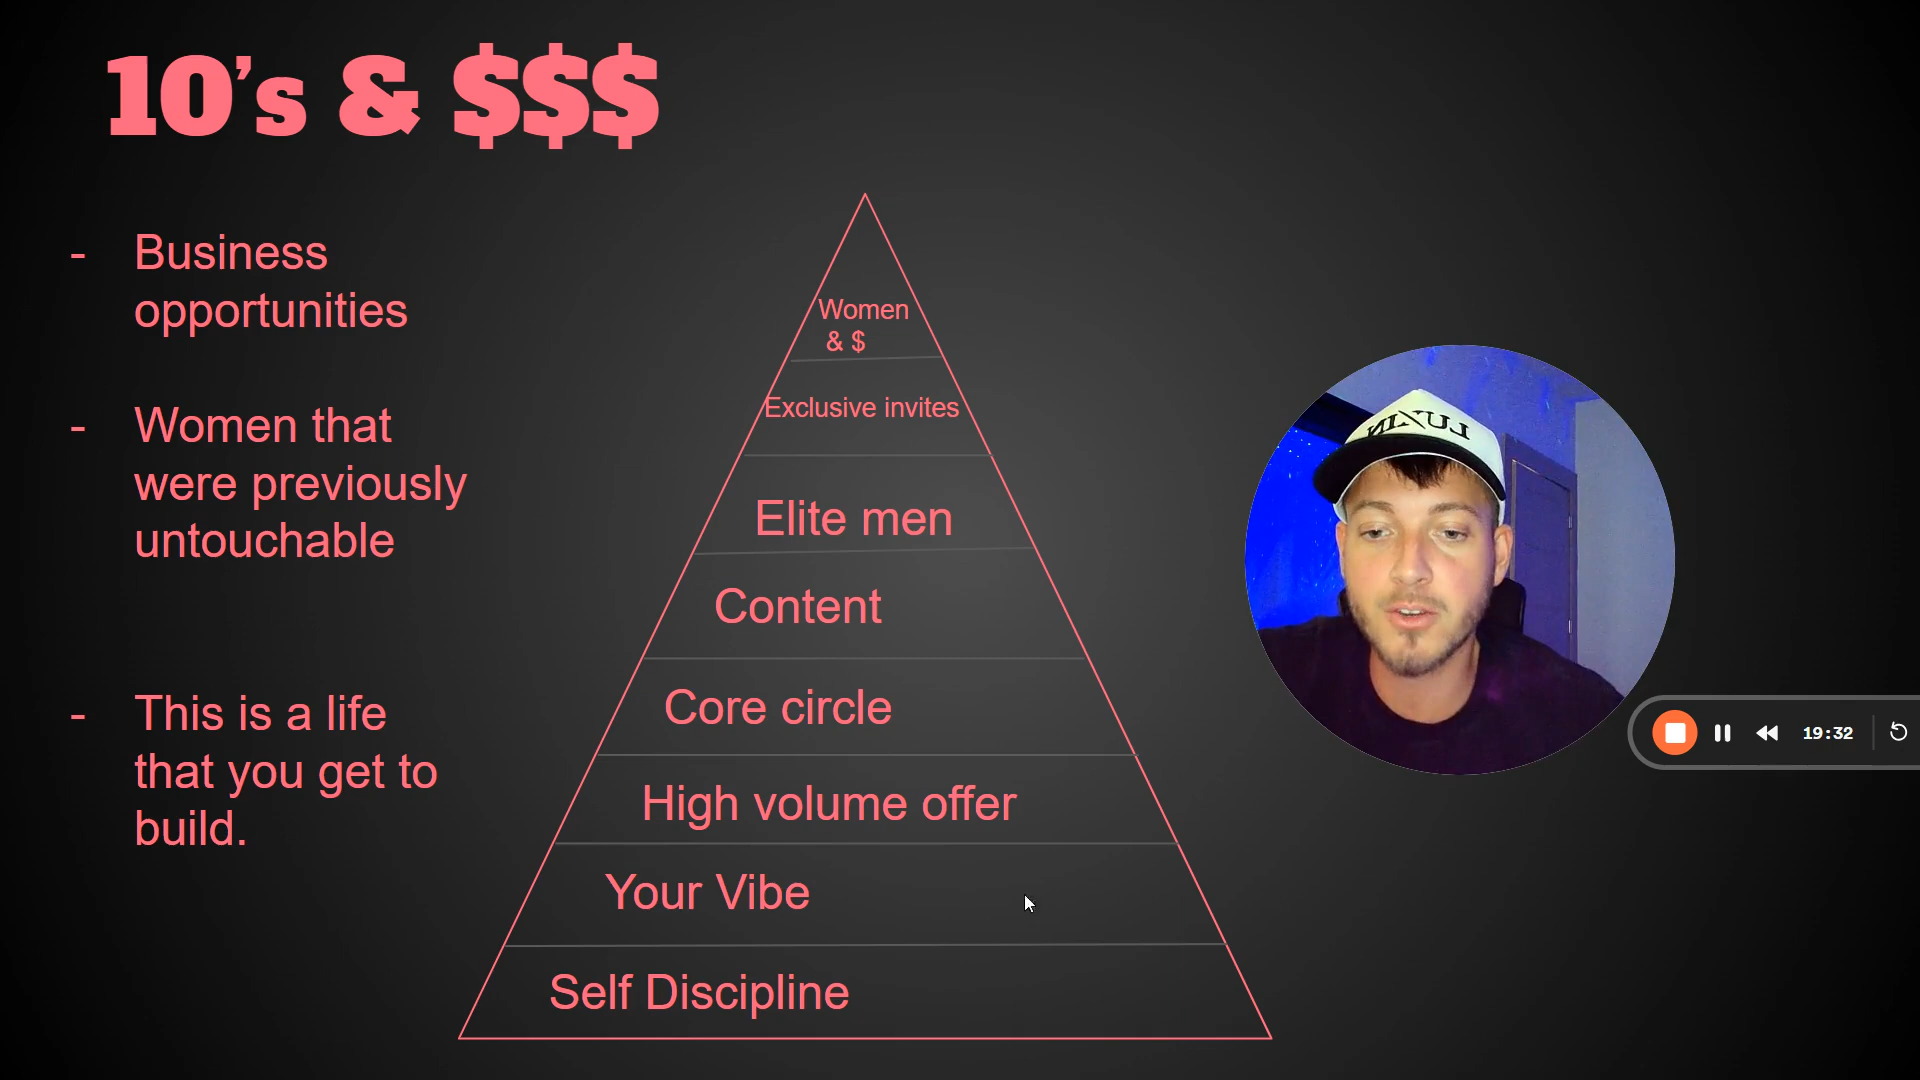 10's & $$$
- Business
opportunities
- Women that
were previously
untouchable
- This is a life
that you get to
build.
Women
& $
Exclusive invites
Elite men
Content
Core circle
High volume offer
Your Vibe
Self Discipline
19:32